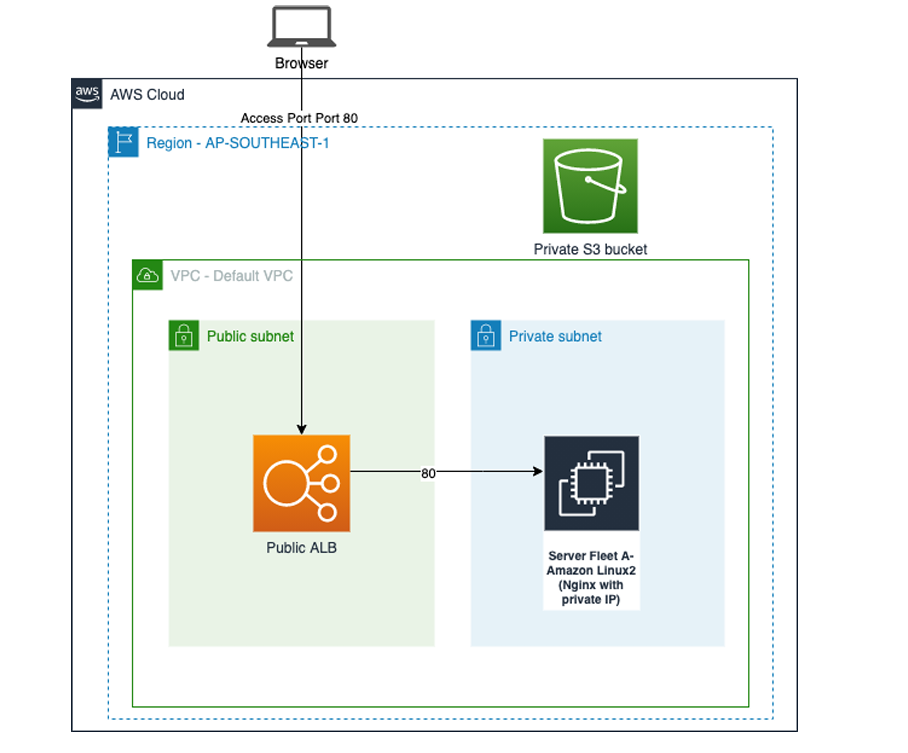 Browser
aws
AWS Cloud
Access Port Port 80
Region - AP-SOUTHEAST-1
Private S3 bucket
VPC - Default VPC
Public subnet
Private subnet
80
Public ALB
Server Fleet A-
Amazon Linux2
(Nginx with
private IP)